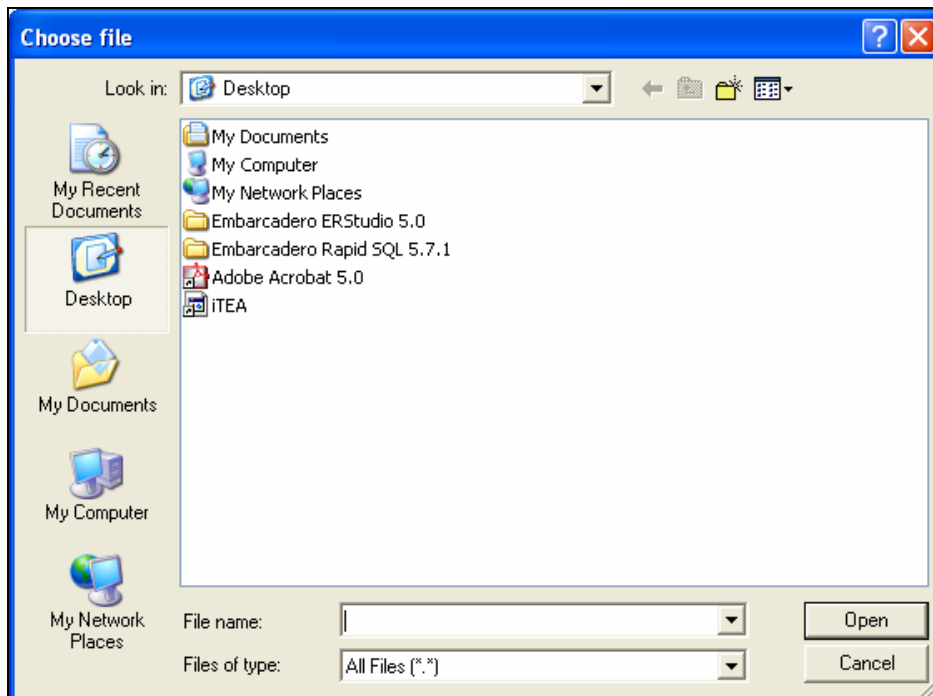 Choose file
Look in: Desktop
My Recent
Documents
Desktop
My Documents
My Computer
My Network
Places
My Documents
My Computer
My Network Places
Embarcadero ERStudio 5.0
Embarcadero Rapid SQL 5.7.1
Adobe Acrobat 5.0
iTEA
File name: Open
Files of type: All Files (*.*) Cancel